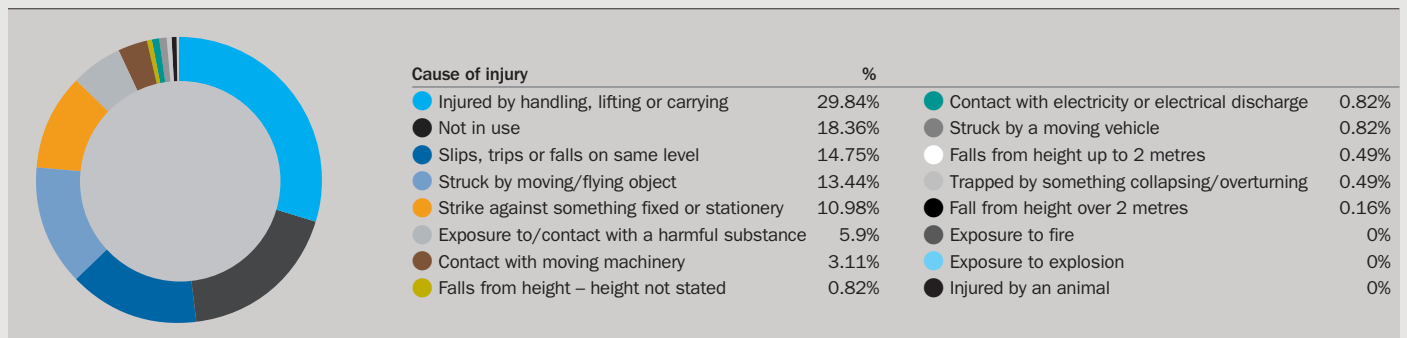 Cause of injury %
Injured by handling, lifting or carrying 29.84%
Not in use 18.36%
Slips, trips or falls on same level 14.75%
Struck by moving/flying object 13.44%
Strike against something fixed or stationery 10.98%
Exposure to/contact with a harmful substance 5.9%
Contact with moving machinery 3.11%
Falls from height – height not stated 0.82%
Contact with electricity or electrical discharge 0.82%
Struck by a moving vehicle 0.82%
Falls from height up to 2 metres 0.49%
Trapped by something collapsing/overturning 0.49%
Fall from height over 2 metres 0.16%
Exposure to fire 0%
Exposure to explosion 0%
Injured by an animal 0%